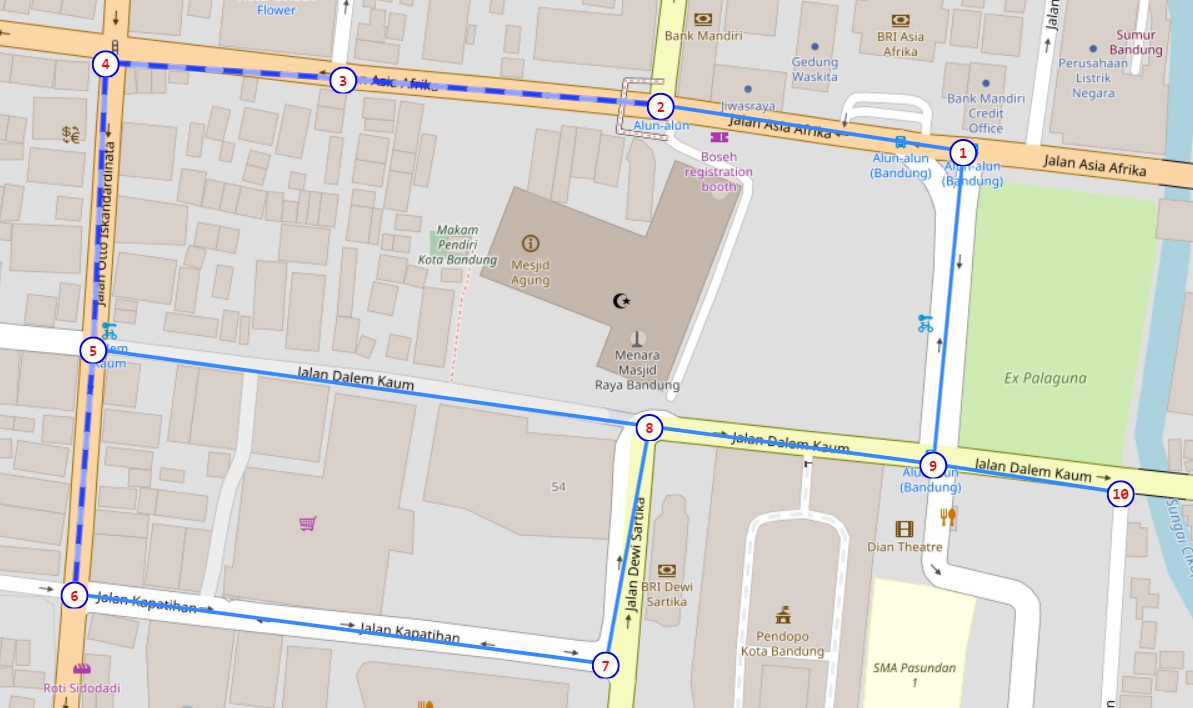 Flower
Bank Mandiri
BRI Asia
Afrika
Gedung
Waskita
Jalan
Sumur
Bandung
Perusahaan
Listrik
Negara
Bank Mandiri
Credit
Office
Jiwasraya
4
3
2
1
Alun-alun
Jalan Asia Afrika
Jalan Asia Afrika
Alun-alun
(Bandung)
Alun-alun
(Bandung)
Boseh
registration
booth
Jalan Otto Iskandardinata
Makam
Pendiri
Kota Bandung
Mesjid
Agung
Menara
Masjid
Raya Bandung
Ex Palaguna
5
Jalan Dalem Kaum
8
Jalan Dalem Kaum
9
Jalan Dalem Kaum
10
(Bandung)
54
Jalan Dewi Sartika
BRI Dewi
Sartika
Dian Theatre
Pendopo
Kota Bandung
SMA Pasundan
1
6
Jalan Kapatihan
Jalan Kapatihan
7
Roti Sidodadi